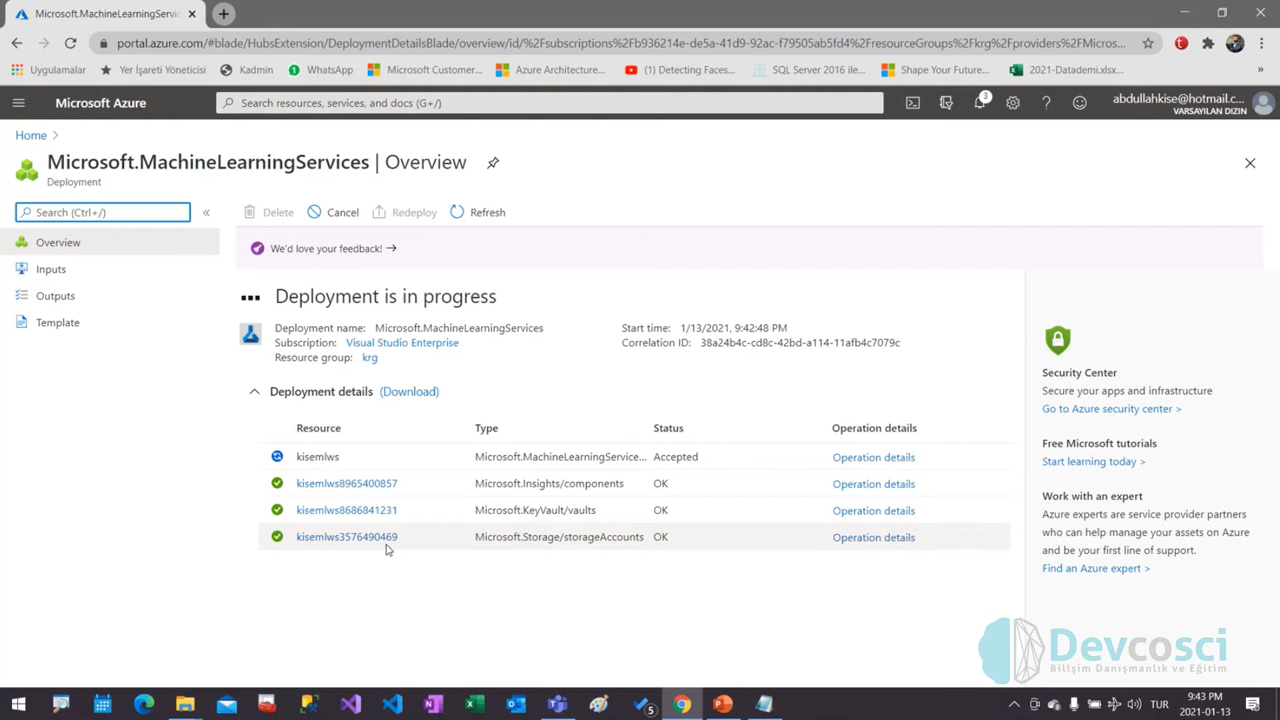 Microsoft.MachineLearningServic
portal.azure.com/#blade/HubsExtension/DeploymentDetailsBlade/overview/id/%2Fsubscriptions%2Fb936214e-de5a-41d9-92ac-f79505ab5fd4%2FresourceGroups%2Fkrg%2Fproviders%2FMicros...
Uygulamalar
Yer İşareti Yöneticisi
Kadmin
WhatsApp
Microsoft Customer...
Azure Architecture...
(1) Detecting Faces...
SQL Server 2016 ile...
Shape Your Future...
2021-Datademi.xlsx...
Microsoft Azure
Search resources, services, and docs (G+/)
3
abdullahkise@hotmail.c...
VARSAYILAN DIZIN
Home
Microsoft.MachineLearningServices | Overview
Deployment
Search (Ctrl+/)
Delete
Cancel
Redeploy
Refresh
Overview
Inputs
Outputs
Template
We'd love your feedback! →
Deployment is in progress
Deployment name: Microsoft.MachineLearningServices
Subscription: Visual Studio Enterprise
Resource group: krg
Start time: 1/13/2021, 9:42:48 PM
Correlation ID: 38a24b4c-cd8c-42bd-a114-11afb4c7079c
Deployment details (Download)
Resource Type Status Operation details
kisemlws Microsoft.MachineLearningService... Accepted Operation details
kisemlws8965400857 Microsoft.Insights/components OK Operation details
kisemlws8686841231 Microsoft.KeyVault/vaults OK Operation details
kisemlws3576490469 Microsoft.Storage/storageAccounts OK Operation details
Security Center
Secure your apps and infrastructure
Go to Azure security center >
Free Microsoft tutorials
Start learning today >
Work with an expert
Azure experts are service provider partners
who can help manage your assets on Azure
and be your first line of support.
Find an Azure expert >
Devcosci
Bilişim Danışmanlık ve Eğitim
5
TUR
9:43 PM
2021-01-13